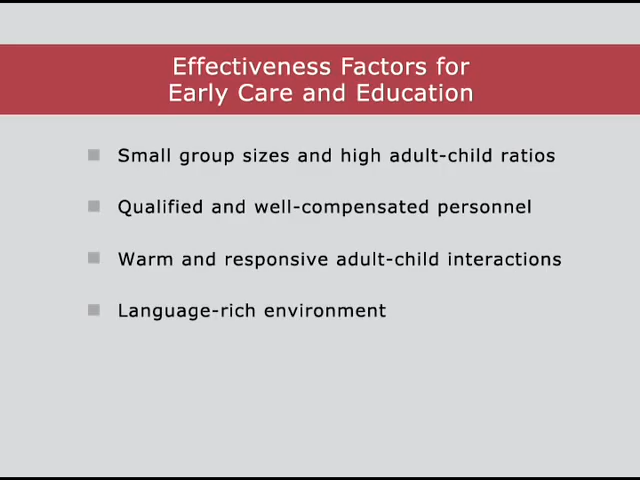 Effectiveness Factors for
Early Care and Education
Small group sizes and high adult-child ratios
Qualified and well-compensated personnel
Warm and responsive adult-child interactions
Language-rich environment